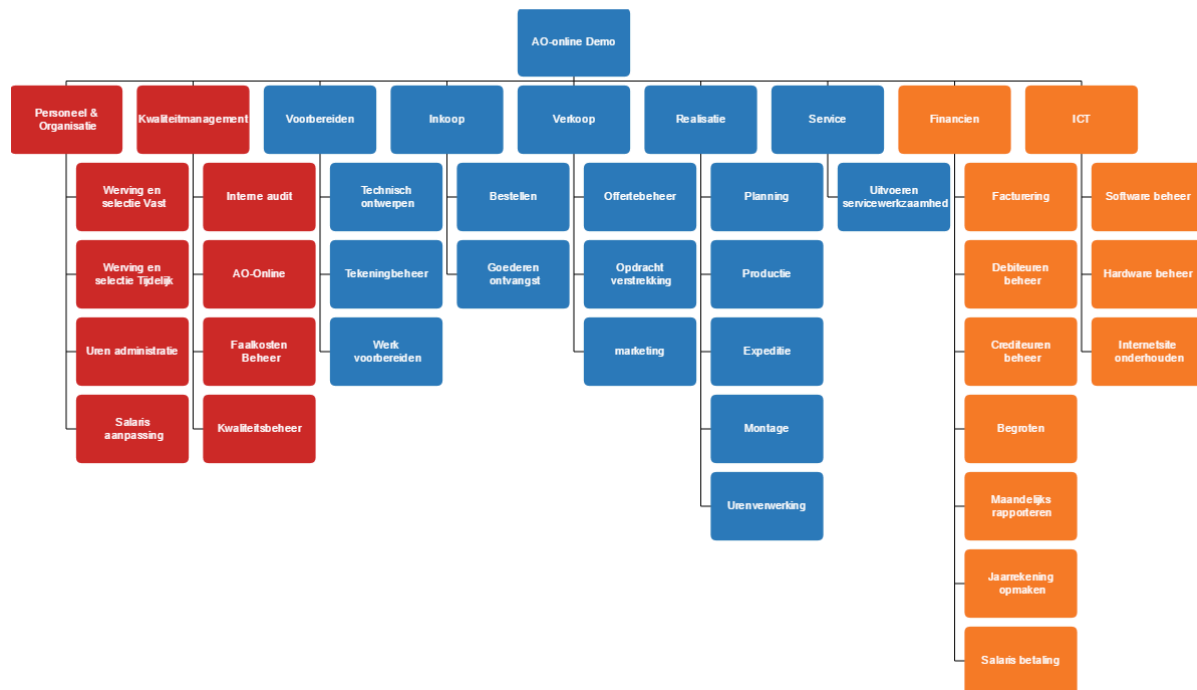 AO-online Demo
Personeel &
Organisatie
Kwaliteitmanagement
Voorbereiden
Inkoop
Verkoop
Realisatie
Service
Financien
ICT
Werving en
selectie Vast
Interne audit
Technisch
ontwerpen
Bestellen
Offertebeheer
Planning
Uitvoeren
servicewerkzaamhed
Facturering
Software beheer
Werving en
selectie Tijdelijk
AO-Online
Tekeningbeheer
Goederen
ontvangst
Opdracht
verstrekking
Productie
Debiteuren
beheer
Hardware beheer
Uren administratie
Faalkosten
Beheer
Werk
voorbereiden
marketing
Expeditie
Crediteuren
beheer
Internetsite
onderhouden
Salaris
aanpassing
Kwaliteitsbeheer
Montage
Begroten
Urenverwerking
Maandelijks
rapporteren
Jaarrekening
opmaken
Salaris betaling